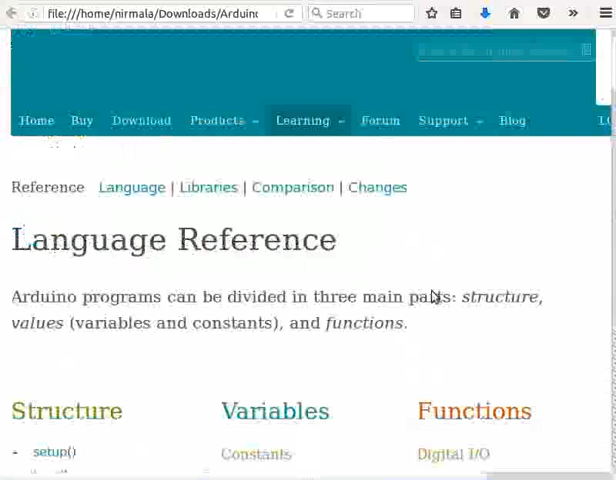 file:///home/nirmala/Downloads/Arduino
Search
Home Buy Download Products Learning Forum Support Blog
Reference Language | Libraries | Comparison | Changes
Language Reference
Arduino programs can be divided in three main parts: structure,
values (variables and constants), and functions.
Structure Variables Functions
setup() Constants Digital I/O